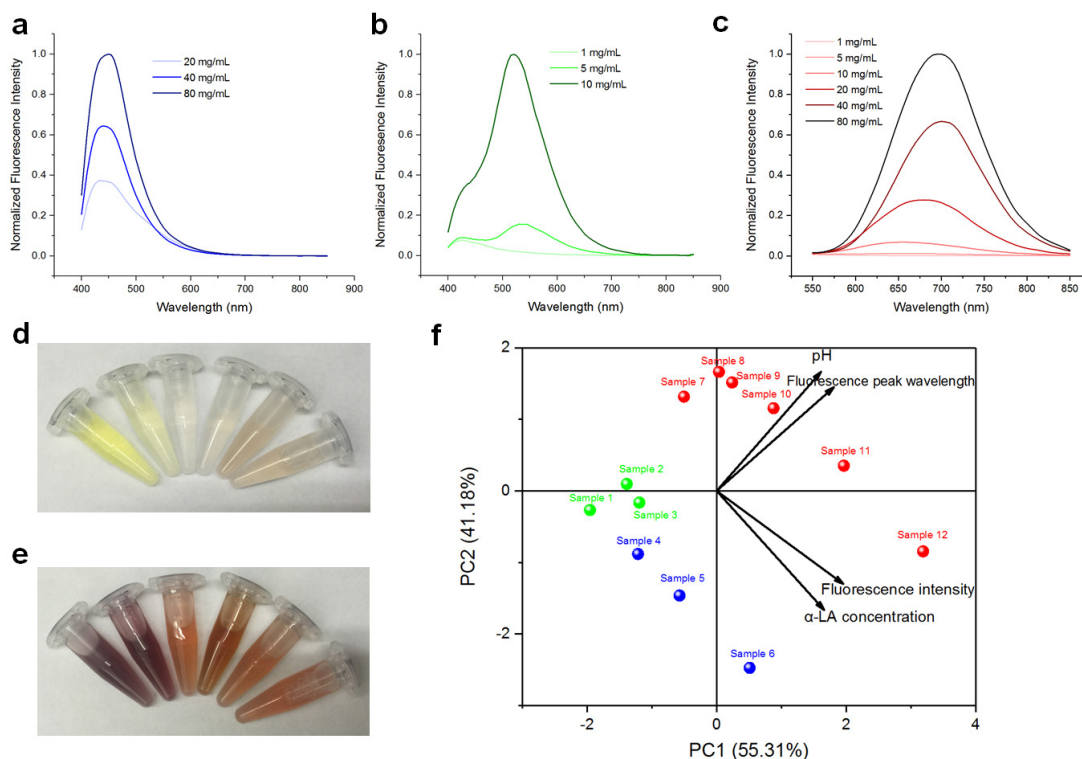 a
Normalized Fluorescence Intensity
1.0
0.8
0.6
0.4
0.2
0.0
20 mg/mL
40 mg/mL
80 mg/mL
400 500 600 700 800 900
Wavelength (nm)
b
Normalized Fluorescence Intensity
1.0
0.8
0.6
0.4
0.2
0.0
1 mg/mL
5 mg/mL
10 mg/mL
400 500 600 700 800 900
Wavelength (nm)
c
Normalized Fluorescence Intensity
1.0
0.8
0.6
0.4
0.2
0.0
1 mg/mL
5 mg/mL
10 mg/mL
20 mg/mL
40 mg/mL
80 mg/mL
550 600 650 700 750 800 850
Wavelength (nm)
d
e
f
PC2 (41.18%)
2
0
-2
Sample 8
pH
Sample 7
Sample 9
Fluorescence peak wavelength
Sample 10
Sample 11
Sample 2
Sample 1
Sample 3
Sample 4
Sample 12
Sample 5
Fluorescence intensity
α-LA concentration
Sample 6
-2 0 2 4
PC1 (55.31%)